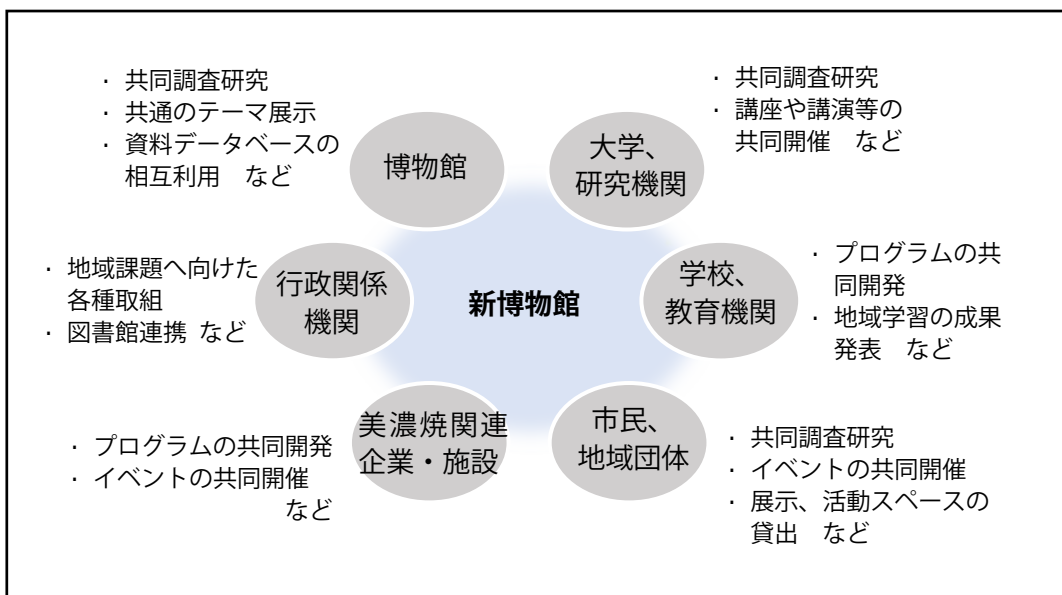 ・ 共同調査研究
・ 共通のテーマ展示
・ 資料データベースの
相互利用　など
博物館
大学、
研究機関
・ 共同調査研究
・ 講座や講演等の
共同開催　など
・ 地域課題へ向けた
各種取組
・ 図書館連携 など
行政関係
機関
新博物館
学校、
教育機関
・ プログラムの共
同開発
・ 地域学習の成果
発表　など
・ プログラムの共同開発
・ イベントの共同開催
など
美濃焼関連
企業・施設
市民、
地域団体
・ 共同調査研究
・ イベントの共同開催
・ 展示、活動スペースの
貸出　など